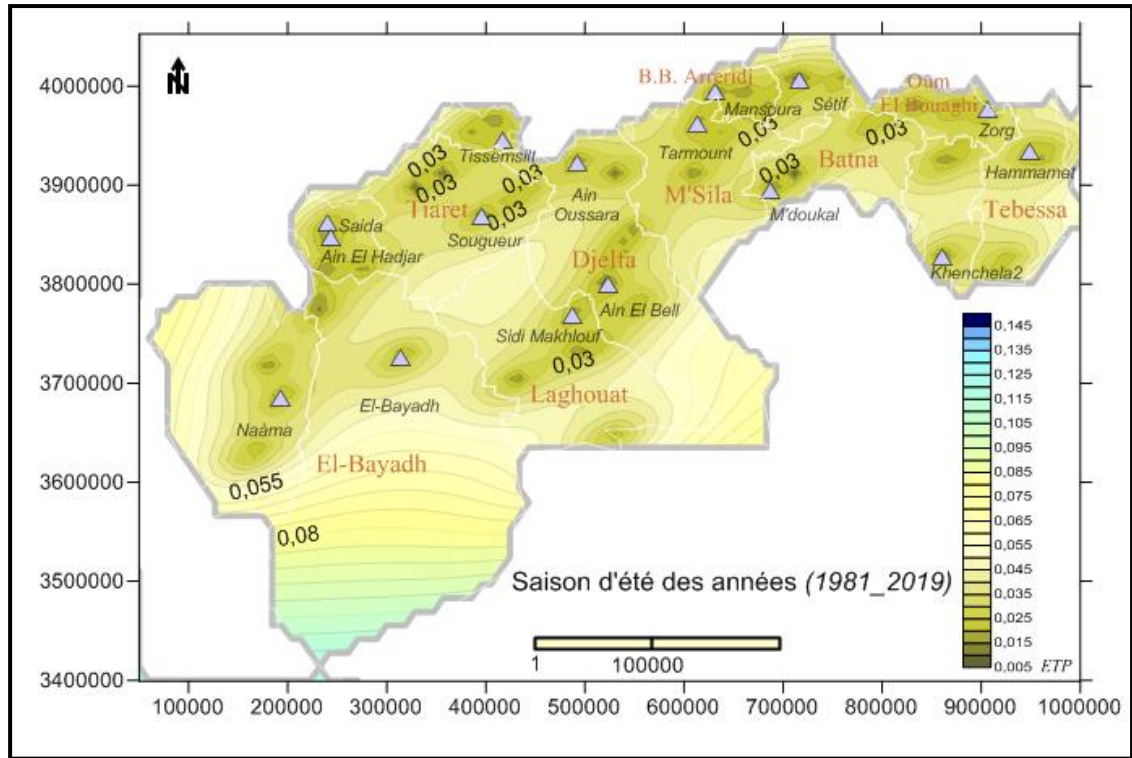 N
4000000
3900000
3800000
3700000
3600000
3500000
3400000
100000 200000 300000 400000 500000 600000 700000 800000 900000 1000000
B.B. Arreridj
Mansoura
Sétif
Oum
El Bouaghi
Zorg
Tissemsilt
Tarmount
0,03
0,03
Batna
Hammamet
0,03
0,03
0,03
0,03
0,03
Ain
Oussara
M'Sila
M'doukal
Tebessa
Tiaret
Sougueur
Saida
Ain El Hadjar
Djelfa
Khenchela2
Ain El Bell
Sidi Makhlouf
0,03
Laghouat
El-Bayadh
Naàma
El-Bayadh
0,055
0,08
Saison d'été des années (1981_2019)
1 100000
0,145
0,135
0,125
0,115
0,105
0,095
0,085
0,075
0,065
0,055
0,045
0,035
0,025
0,015
0,005 ETP